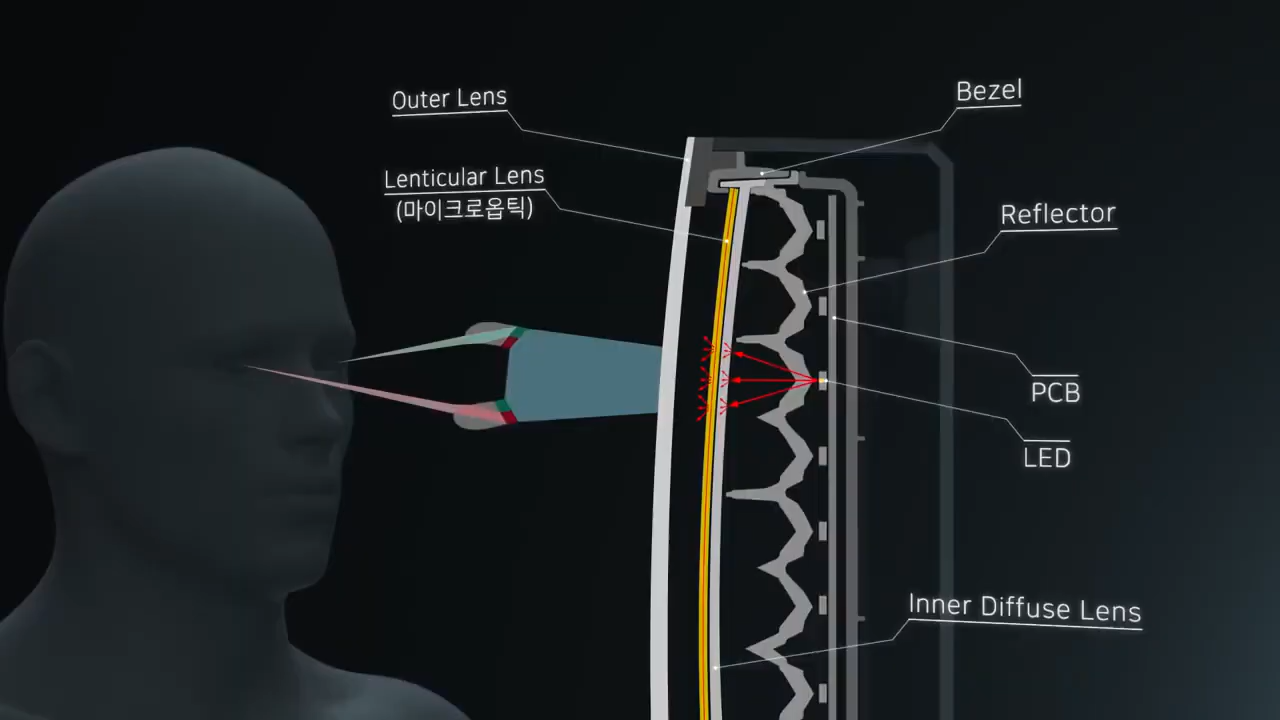 Outer Lens
Bezel
Lenticular Lens
(마이크로옵틱)
Reflector
PCB
LED
Inner Diffuse Lens